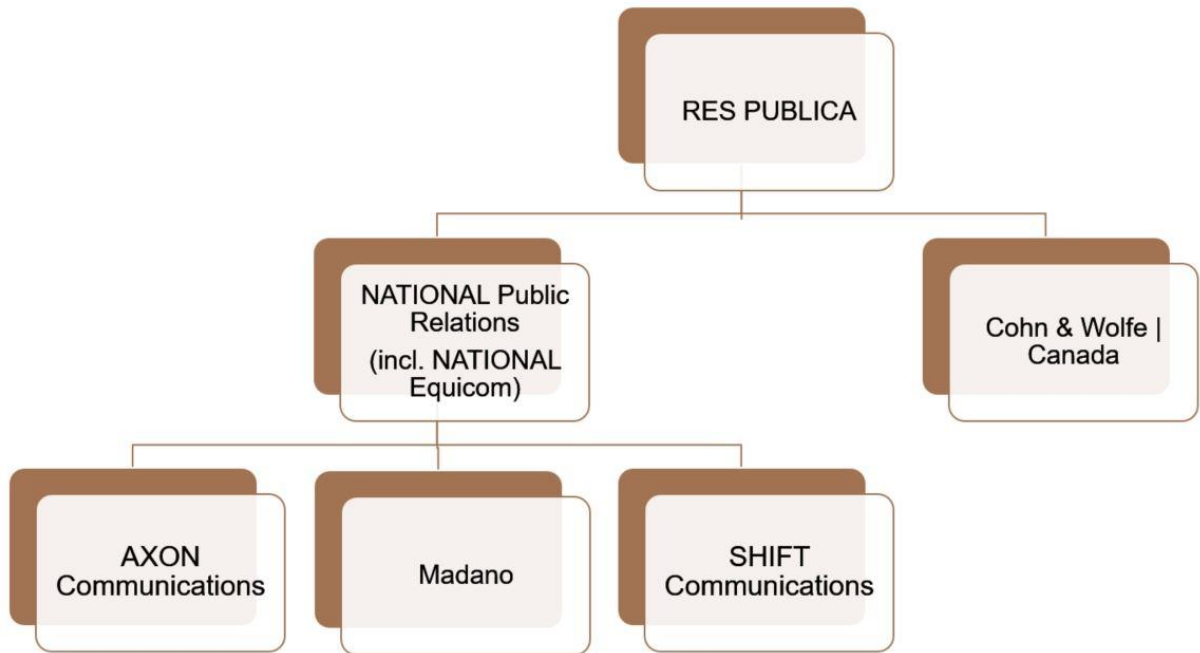 RES PUBLICA
NATIONAL Public
Relations
(incl. NATIONAL
Equicom)
Cohn & Wolfe |
Canada
AXON
Communications
Madano
SHIFT
Communications